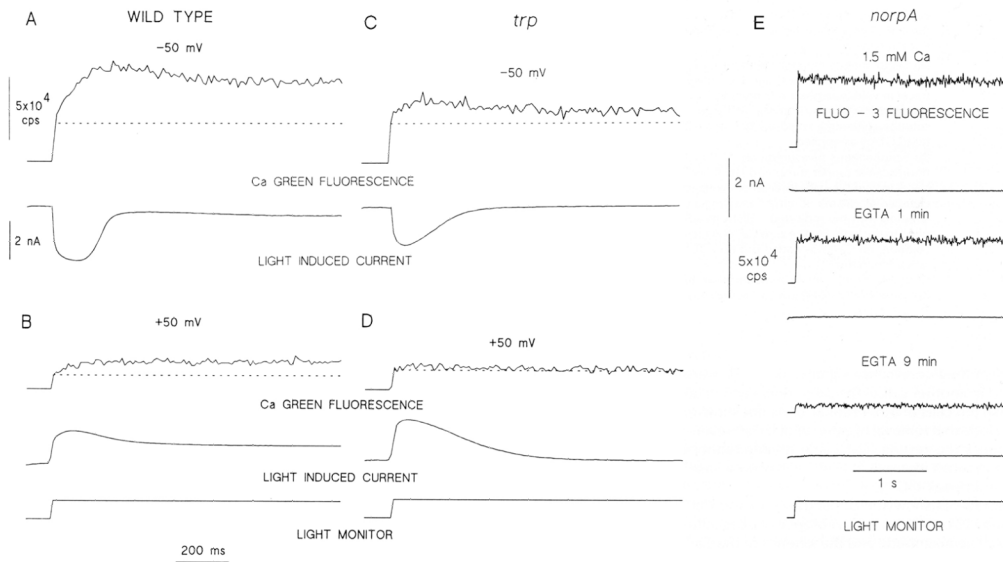 A
WILD TYPE
−50 mV
5x10⁴
cps
Ca GREEN FLUORESCENCE
2 nA
LIGHT INDUCED CURRENT
C
trp
−50 mV
B
+50 mV
Ca GREEN FLUORESCENCE
LIGHT INDUCED CURRENT
LIGHT MONITOR
200 ms
D
+50 mV
E
norpA
1.5 mM Ca
FLUO − 3 FLUORESCENCE
2 nA
EGTA 1 min
5x10⁴
cps
EGTA 9 min
1 s
LIGHT MONITOR